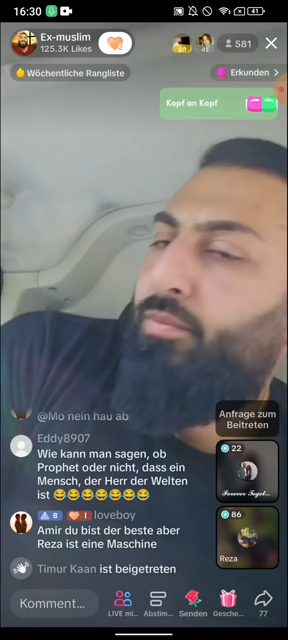 16:30
41
Ex-muslim
125.3K Likes
581
Wöchentliche Rangliste
Erkunden >
Kopf an Kopf
@Mo nein hau ab
Anfrage zum
Beitreten
Eddy8907
Wie kann man sagen, ob
Prophet oder nicht, dass ein
Mensch, der Herr der Welten
ist 😂😂😂😂😂😂😂
22
Forever Toget...
8 I loveboy
Amir du bist der beste aber
Reza ist eine Maschine
86
Reza
Timur Kaan ist beigetreten
Komment...
LIVE mi...
Abstim...
Senden
Gesche...
77